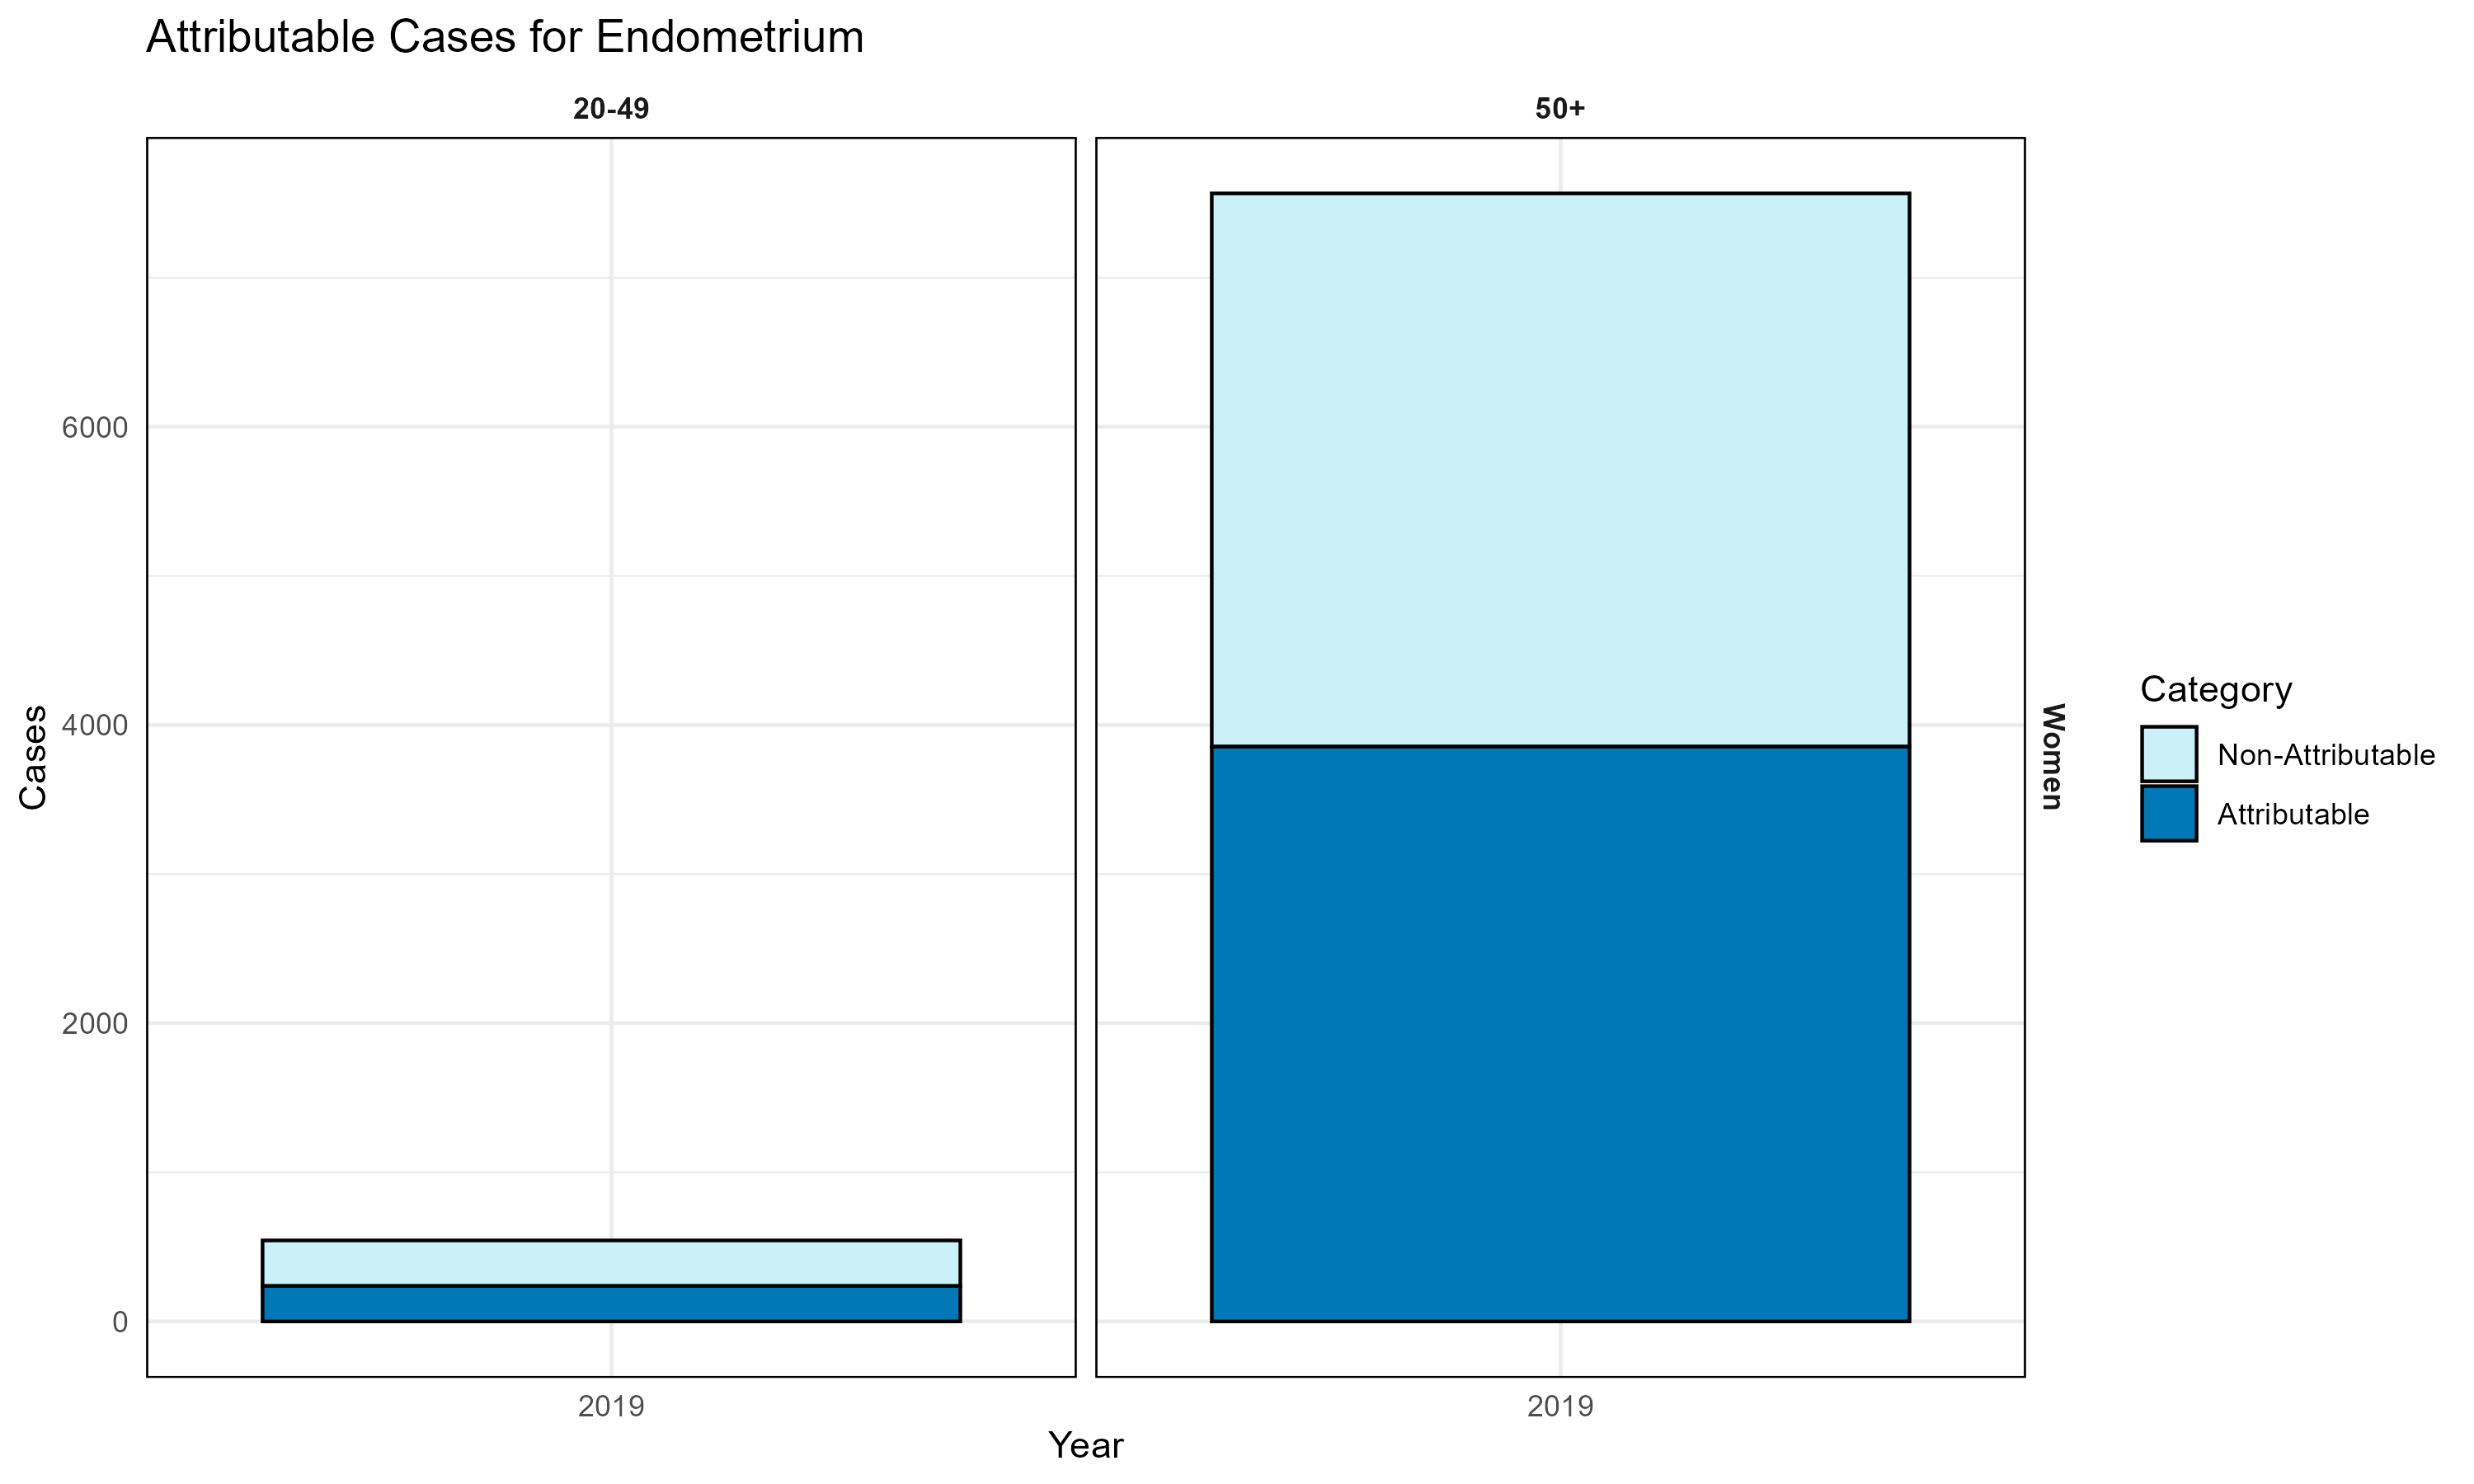 Attributable Cases for Endometrium
20-49
50+
6000
4000
2000
0
Cases
2019
2019
Year
Women
Category
Non-Attributable
Attributable